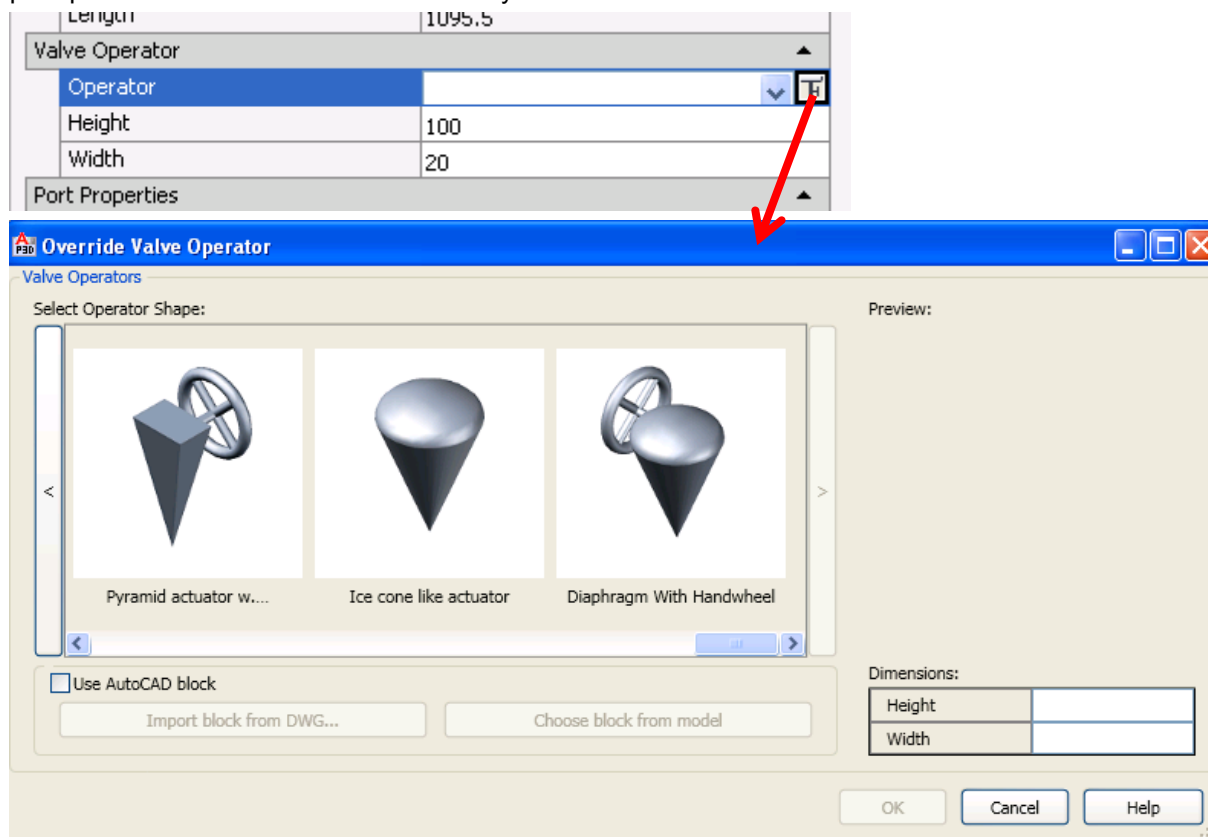 Length 1095.5
Valve Operator
Operator
Height 100
Width 20
Port Properties
A P3D Override Valve Operator
Valve Operators
Select Operator Shape: Preview:
< >
Pyramid actuator w.... Ice cone like actuator Diaphragm With Handwheel
Use AutoCAD block Dimensions:
Import block from DWG... Choose block from model Height
Width
OK Cancel Help